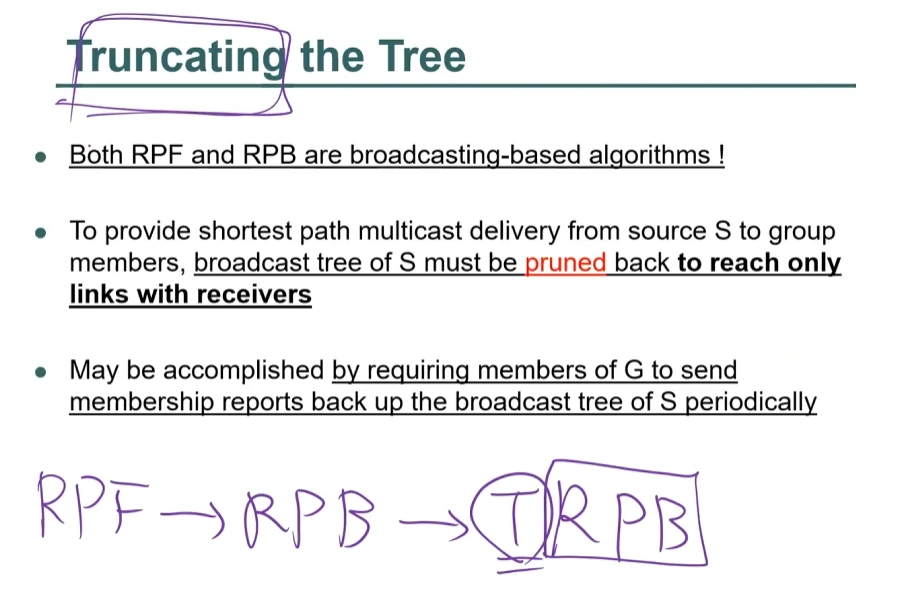 Truncating the Tree
• Both RPF and RPB are broadcasting-based algorithms !
• To provide shortest path multicast delivery from source S to group
members, broadcast tree of S must be pruned back to reach only
links with receivers
• May be accomplished by requiring members of G to send
membership reports back up the broadcast tree of S periodically
RPF → RPB → TRPB